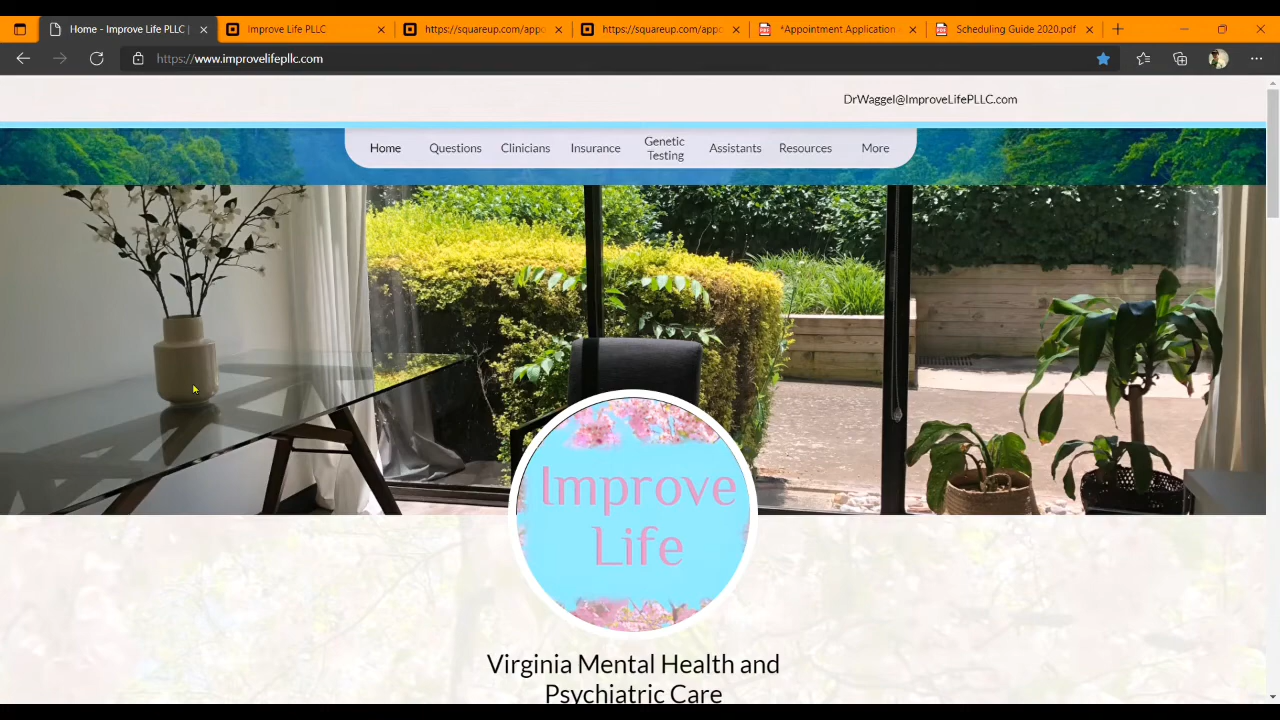 Home - Improve Life PLLC |
Improve Life PLLC
https://squareup.com/appo
https://squareup.com/appo
*Appointment Application
Scheduling Guide 2020.pdf
https://www.improvelifepllc.com
DrWaggel@ImproveLifePLLC.com
Home
Questions
Clinicians
Insurance
Genetic
Testing
Assistants
Resources
More
Improve
Life
Virginia Mental Health and
Psychiatric Care